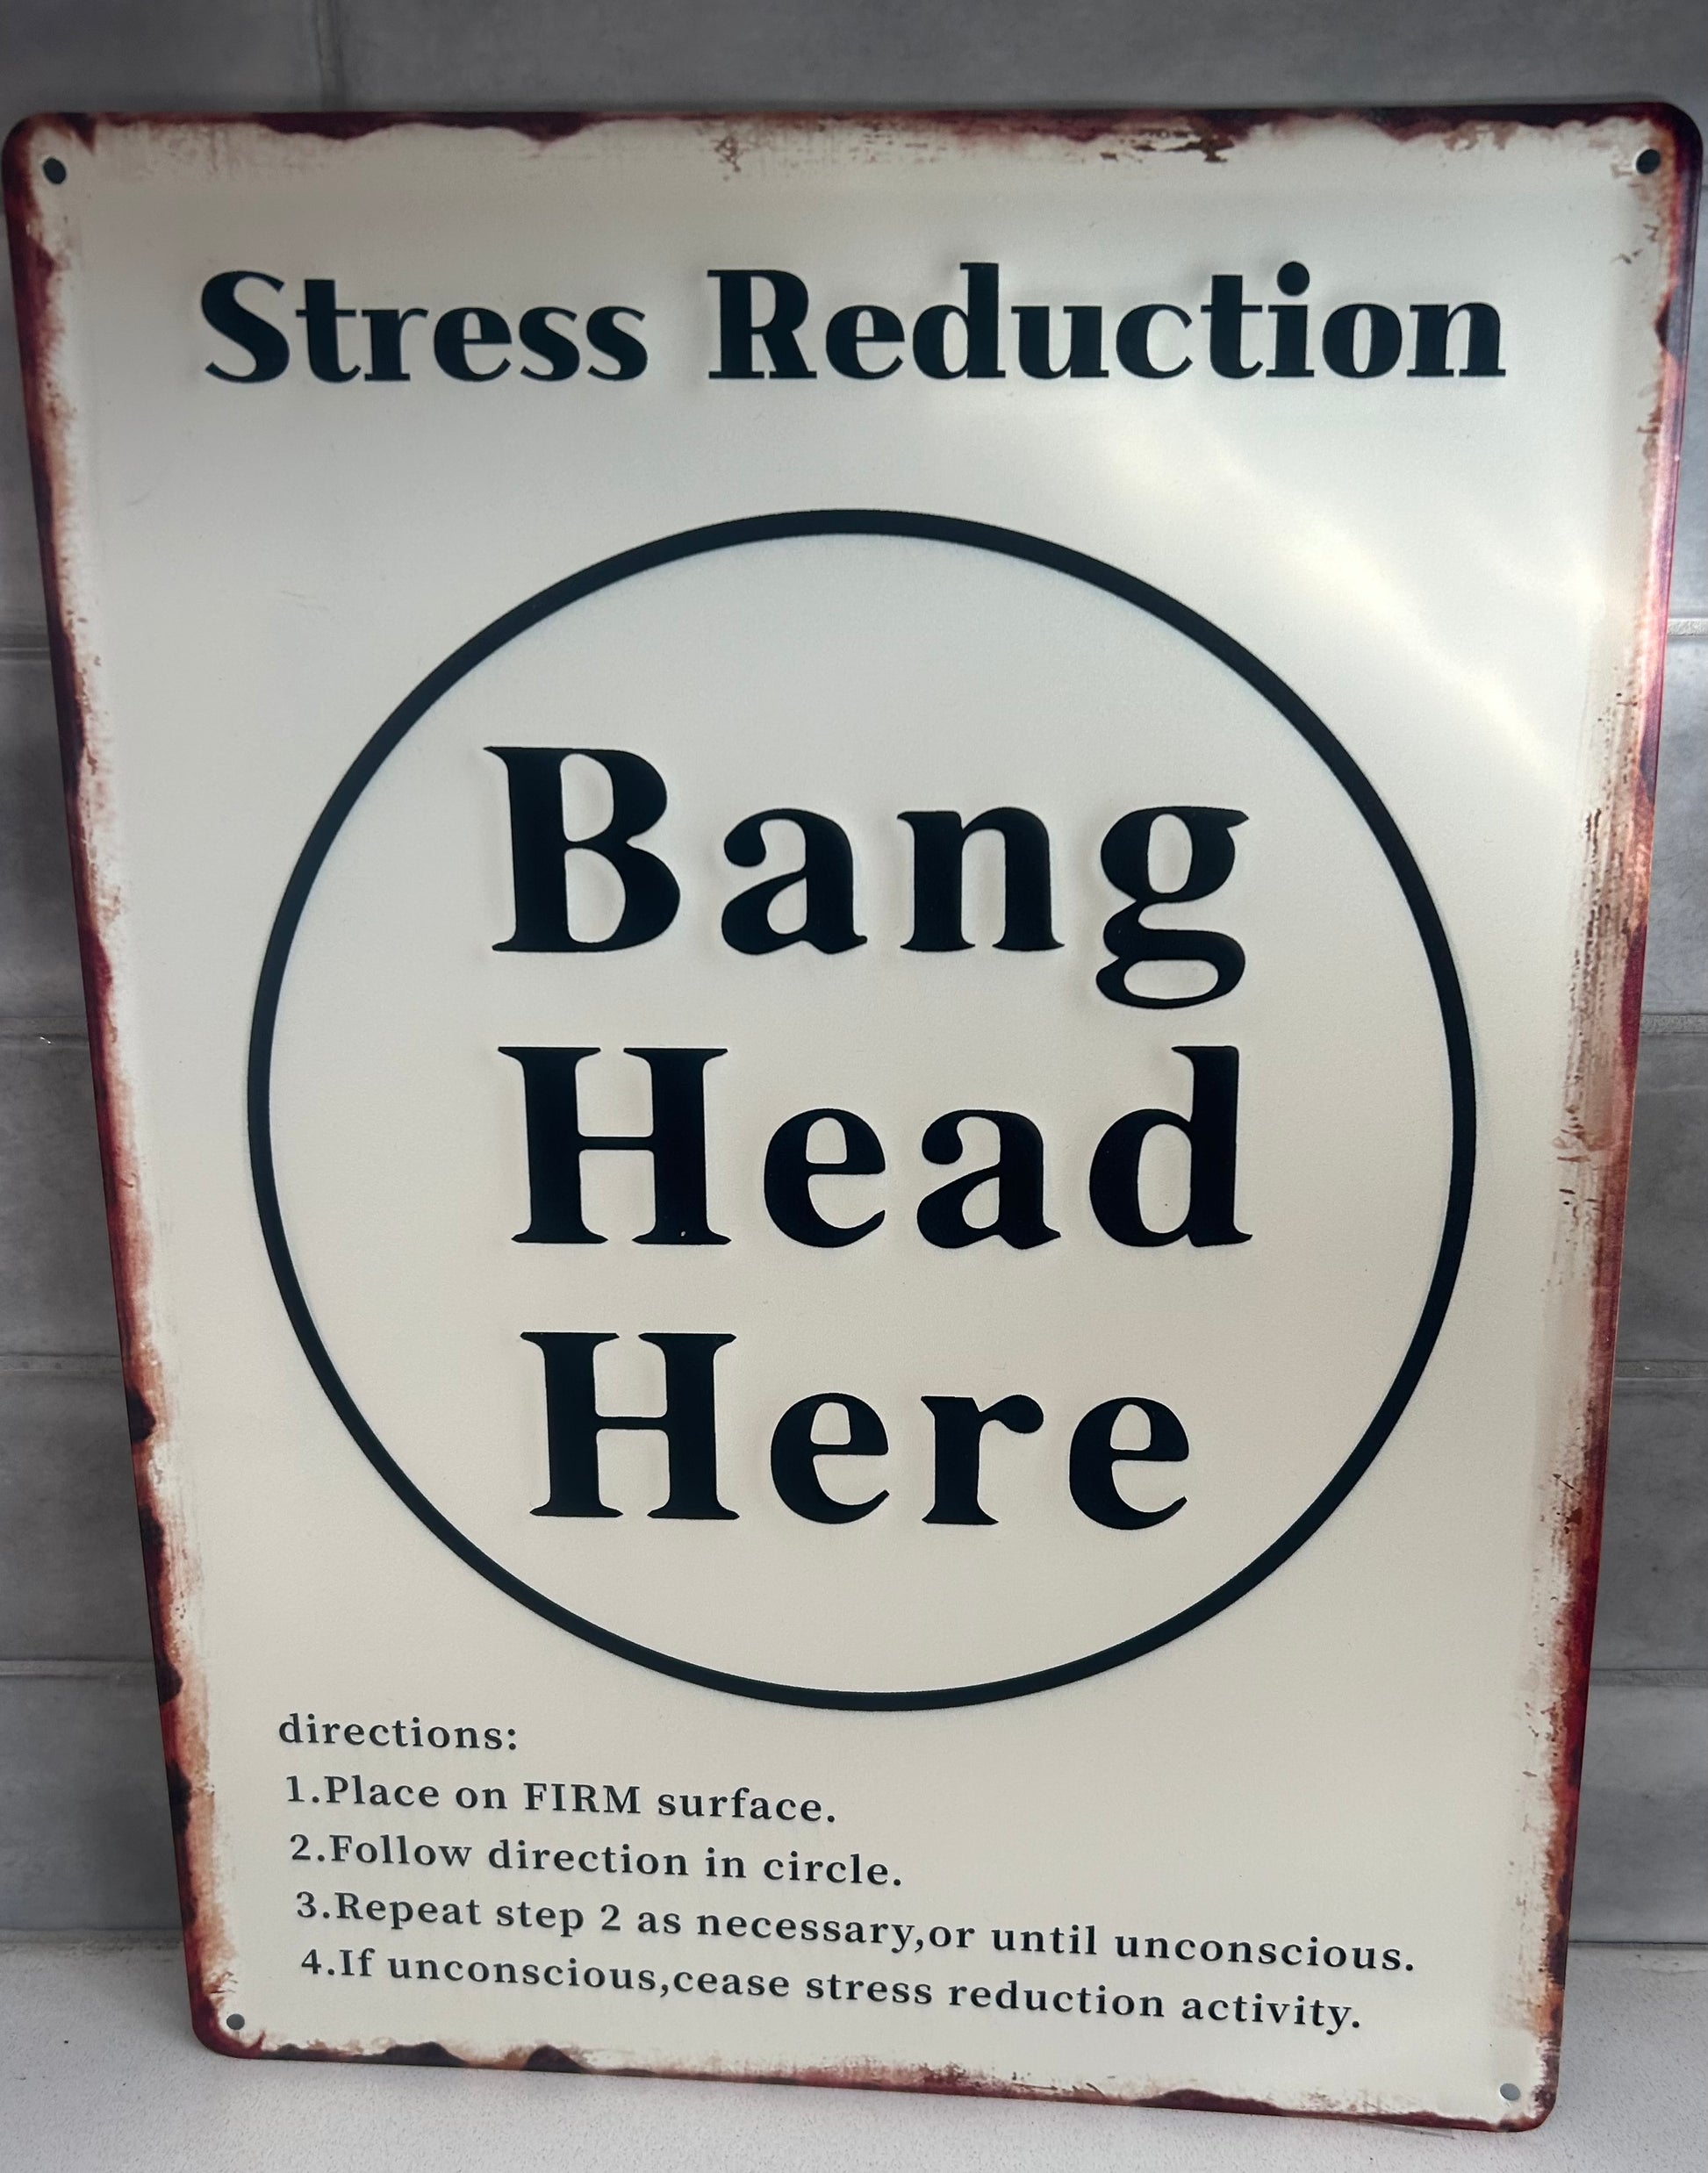 Stress Reduction
Bang
Head
Here
directions:
1.Place on FIRM surface.
2.Follow direction in circle.
3.Repeat step 2 as necessary,or until unconscious.
4.If unconscious,cease stress reduction activity.